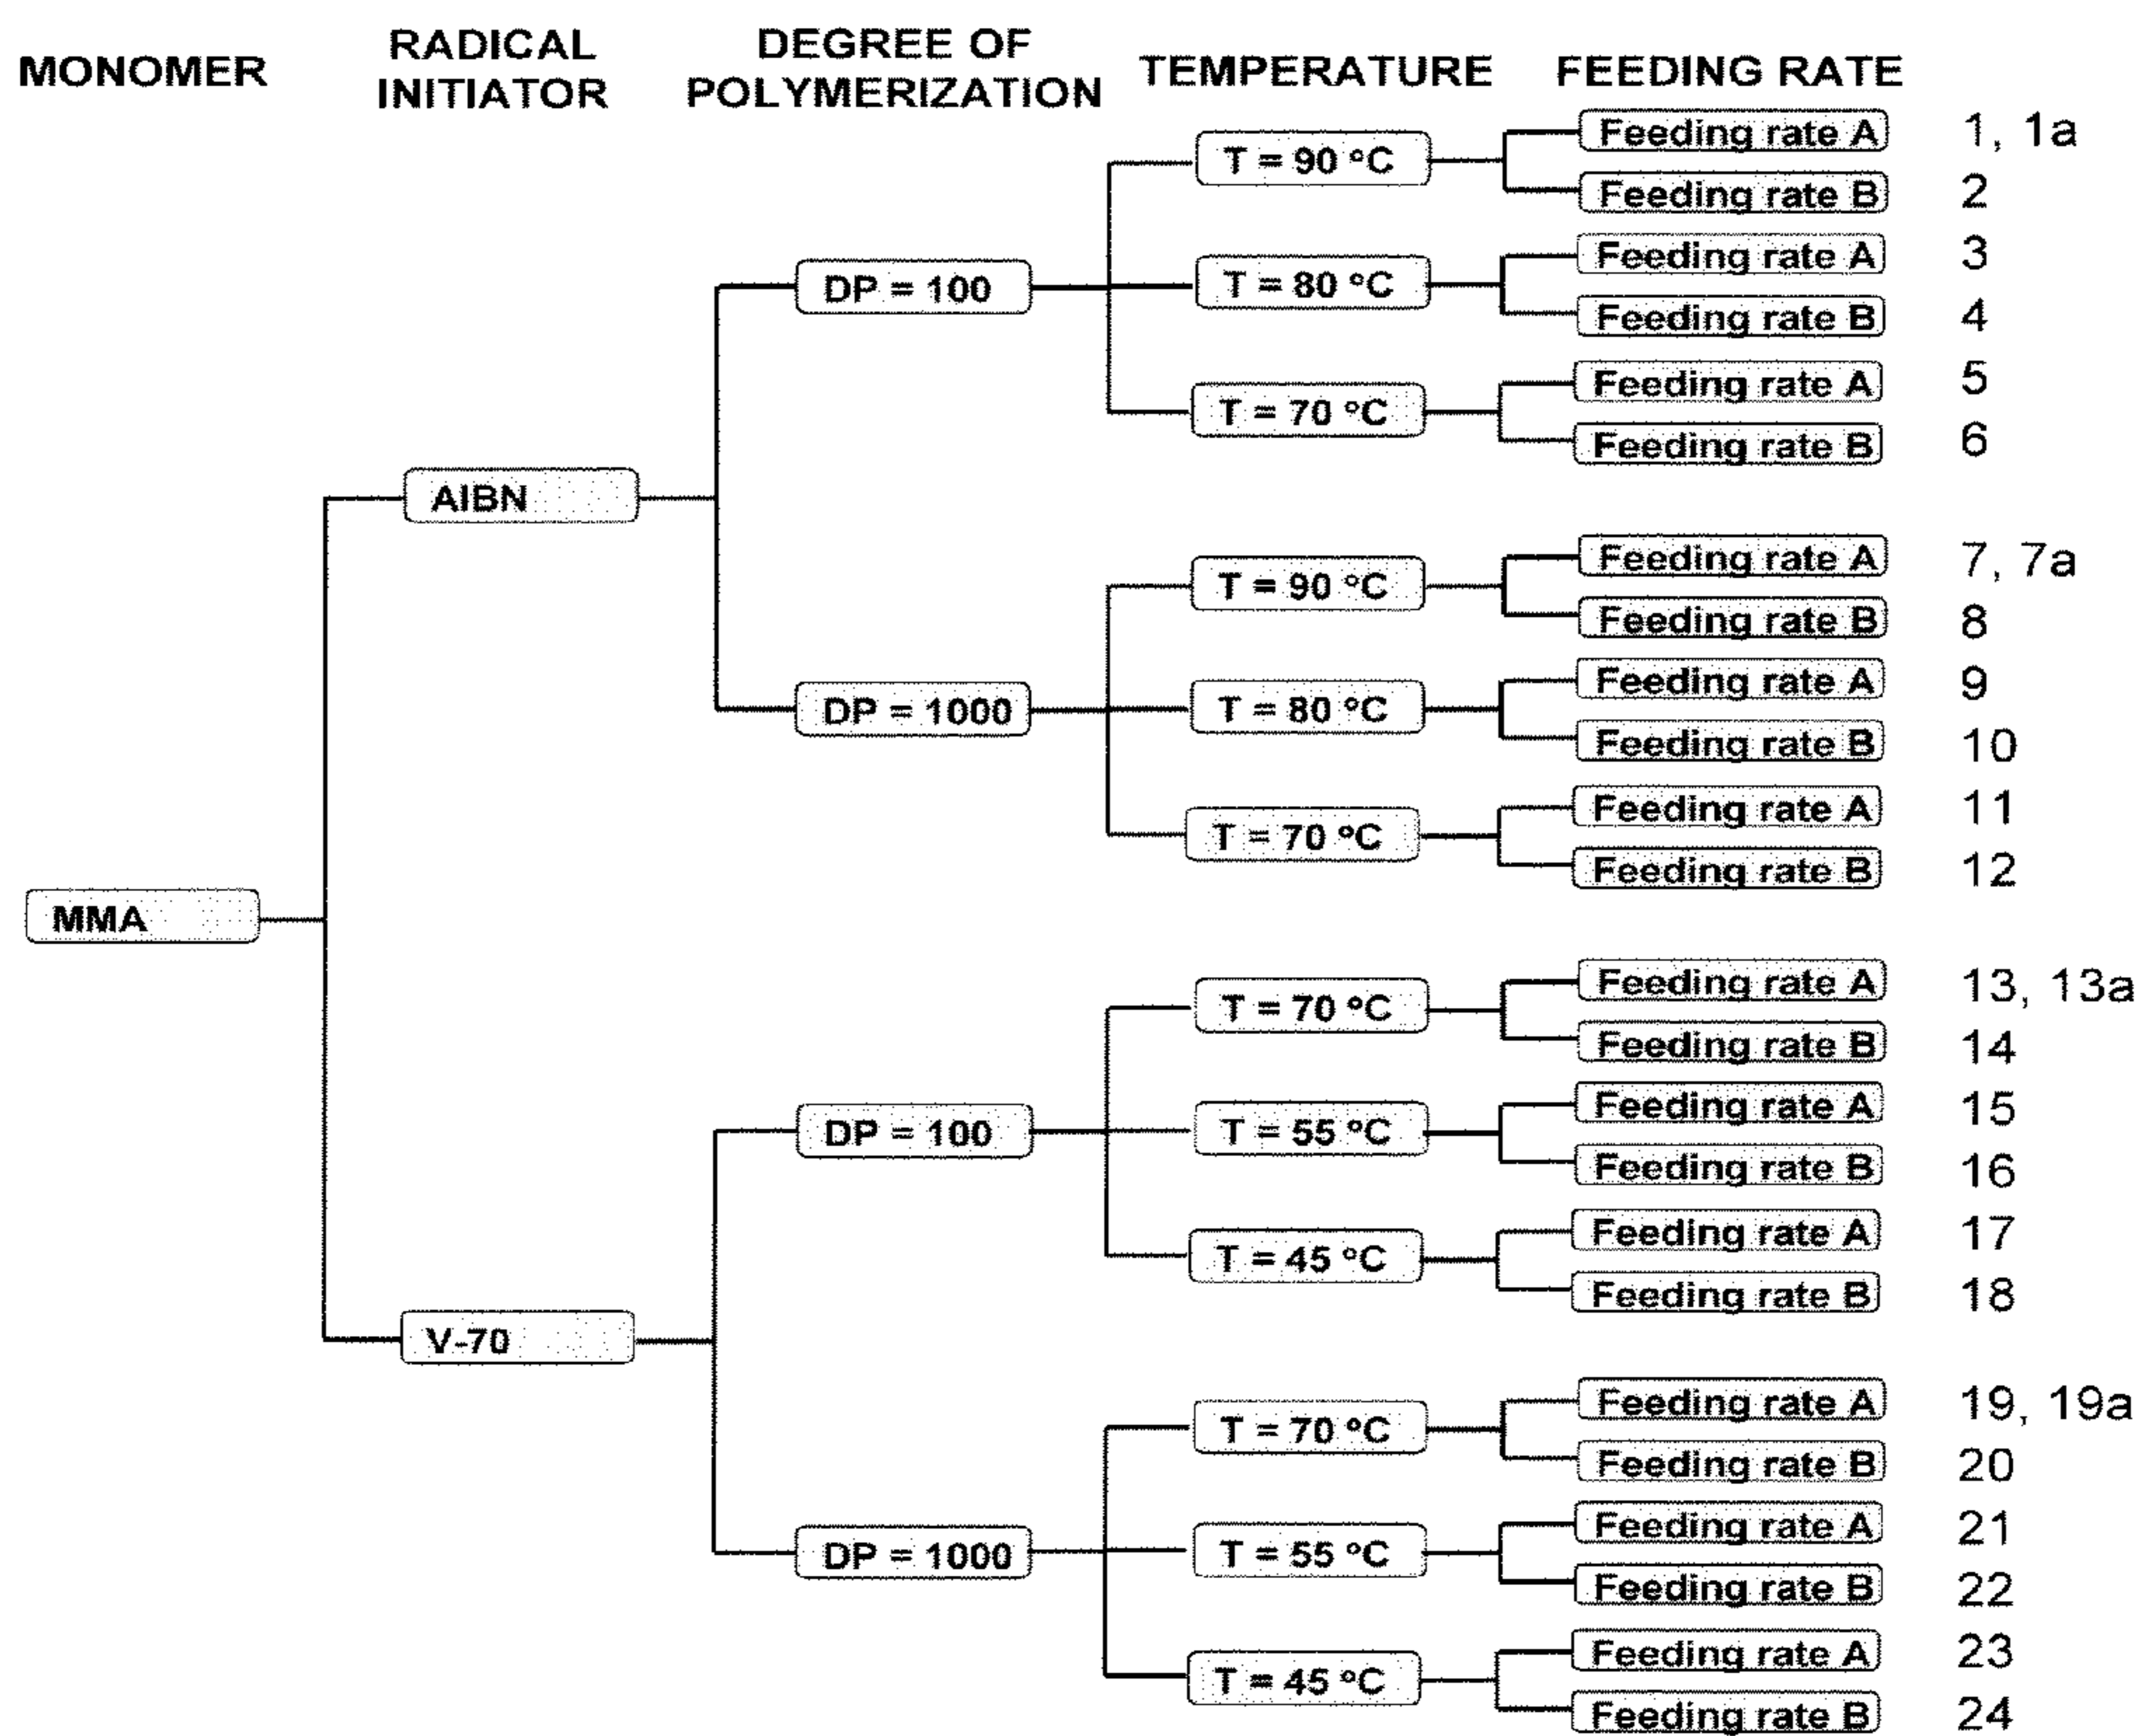 MONOMER
RADICAL
INITIATOR
DEGREE OF
POLYMERIZATION
TEMPERATURE
FEEDING RATE
MMA
AIBN
DP = 100
T = 90 °C
Feeding rate A 1, 1a
Feeding rate B 2
T = 80 °C
Feeding rate A 3
Feeding rate B 4
T = 70 °C
Feeding rate A 5
Feeding rate B 6
DP = 1000
T = 90 °C
Feeding rate A 7, 7a
Feeding rate B 8
T = 80 °C
Feeding rate A 9
Feeding rate B 10
T = 70 °C
Feeding rate A 11
Feeding rate B 12
V-70
DP = 100
T = 70 °C
Feeding rate A 13, 13a
Feeding rate B 14
T = 55 °C
Feeding rate A 15
Feeding rate B 16
T = 45 °C
Feeding rate A 17
Feeding rate B 18
DP = 1000
T = 70 °C
Feeding rate A 19, 19a
Feeding rate B 20
T = 55 °C
Feeding rate A 21
Feeding rate B 22
T = 45 °C
Feeding rate A 23
Feeding rate B 24